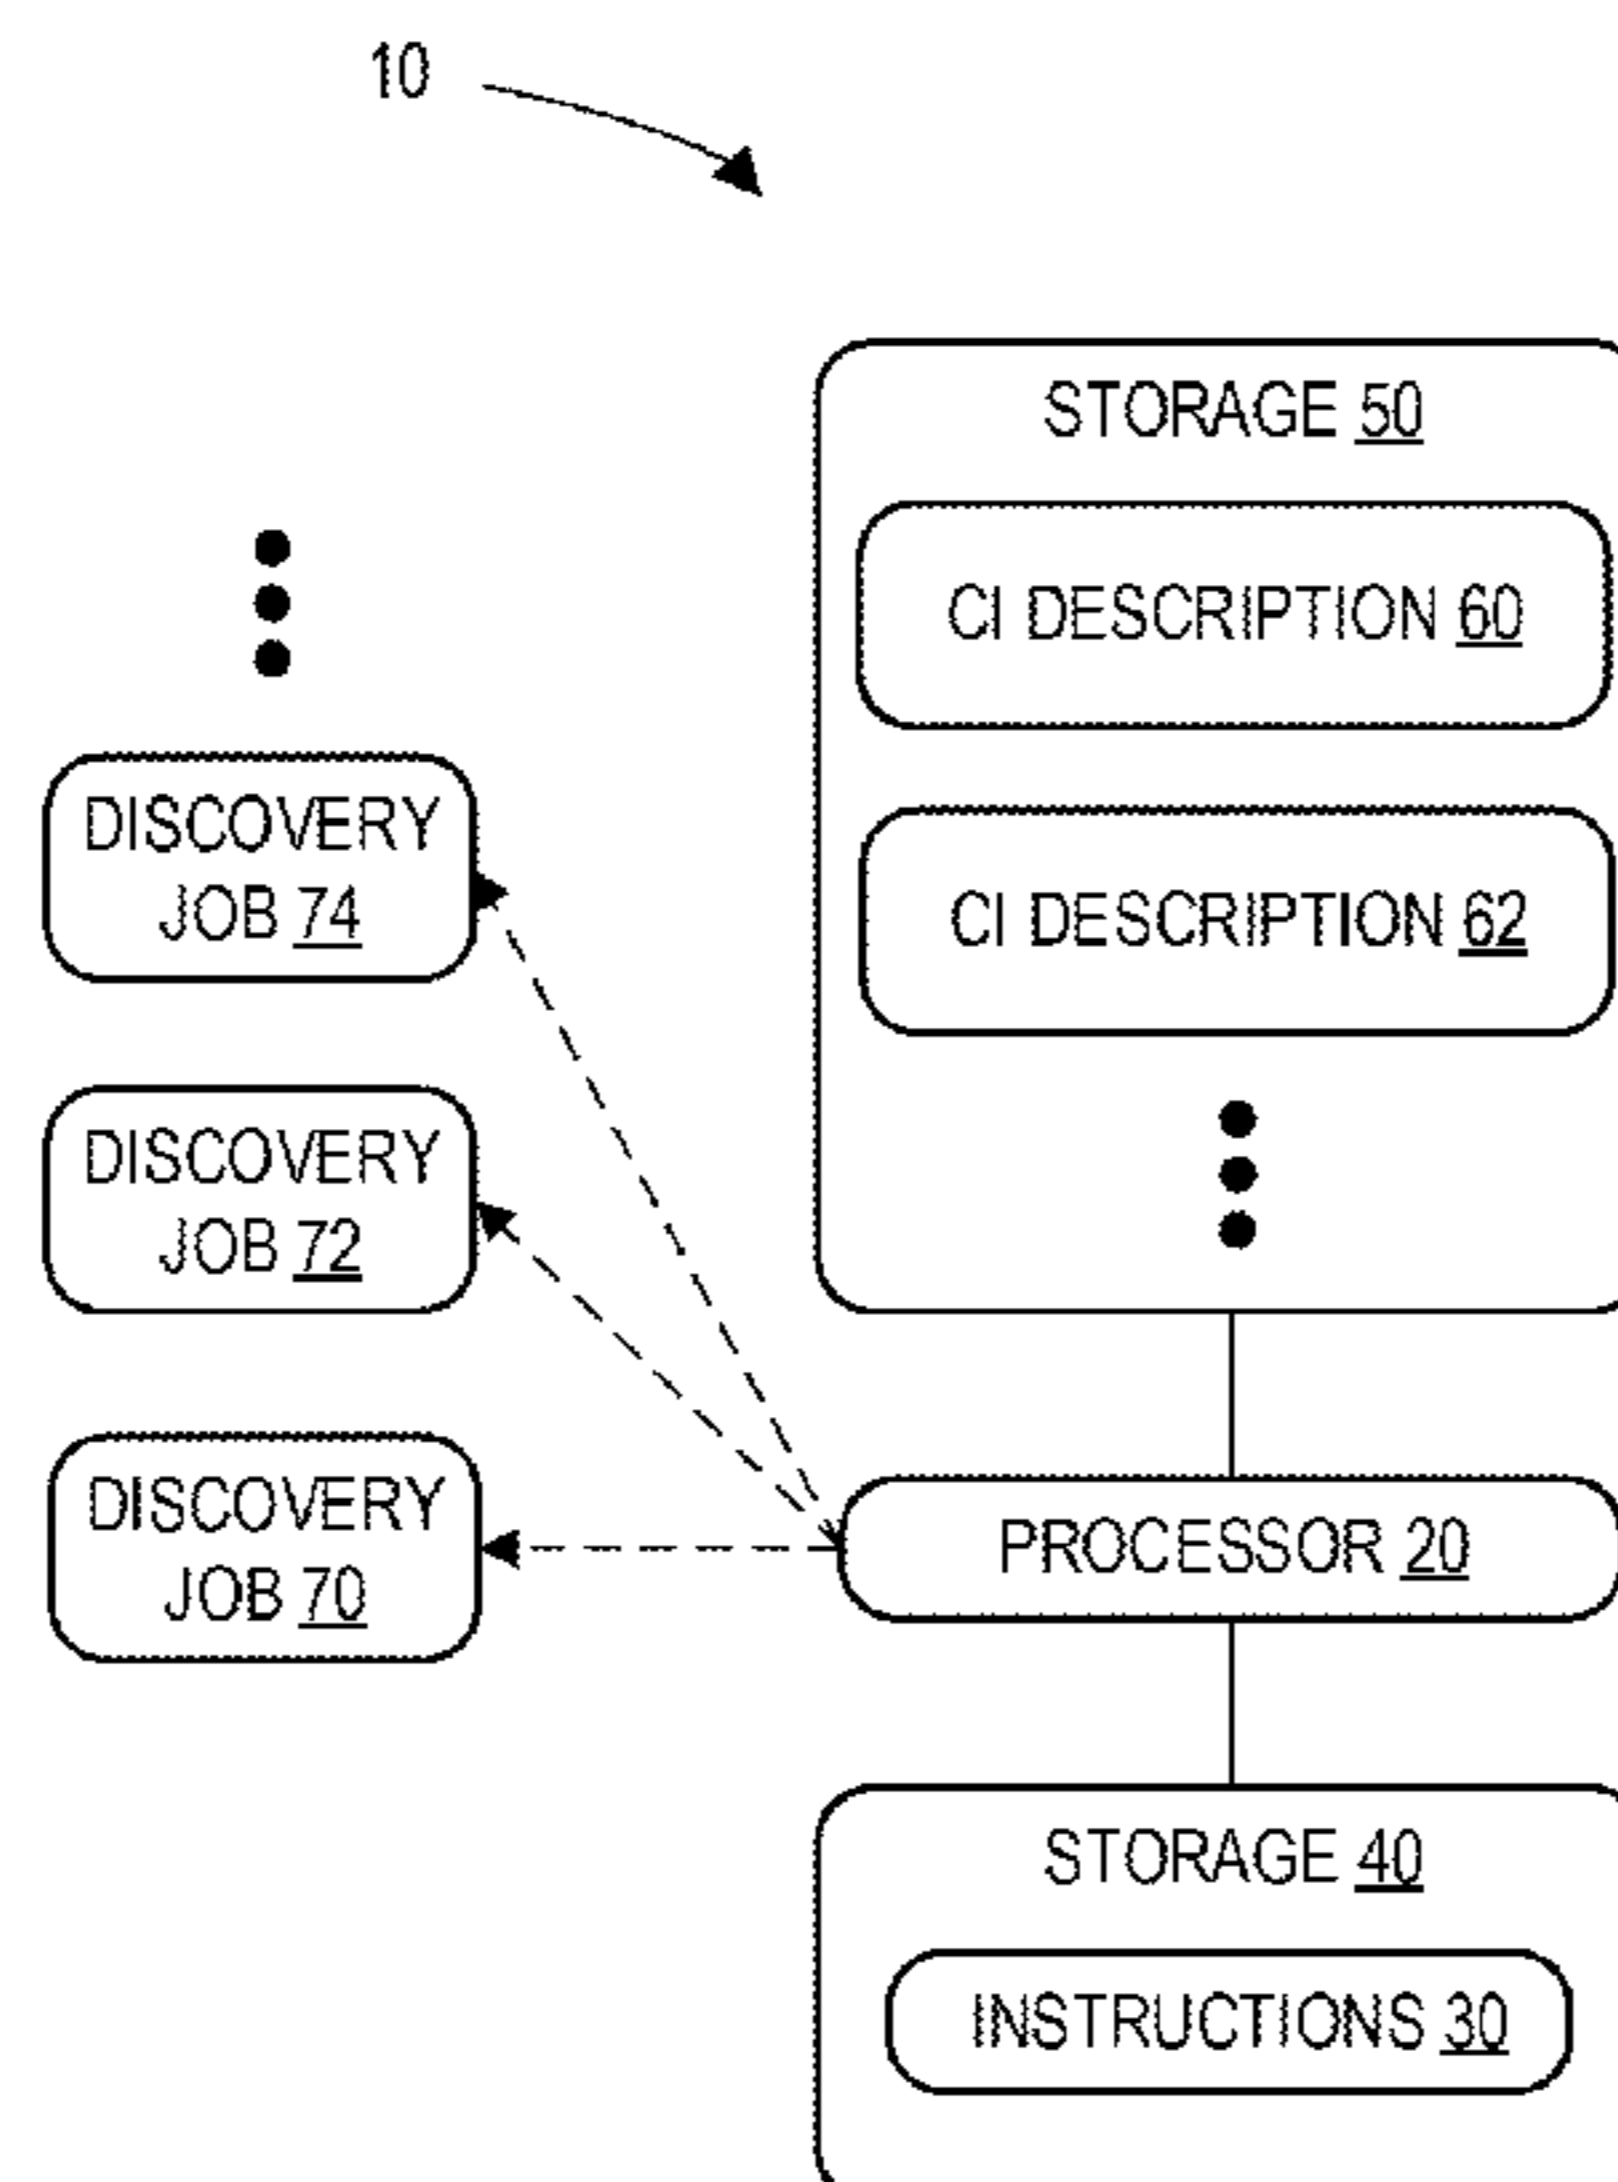 10
STORAGE 50
CI DESCRIPTION 60
CI DESCRIPTION 62
DISCOVERY
JOB 74
DISCOVERY
JOB 72
DISCOVERY
JOB 70
PROCESSOR 20
STORAGE 40
INSTRUCTIONS 30